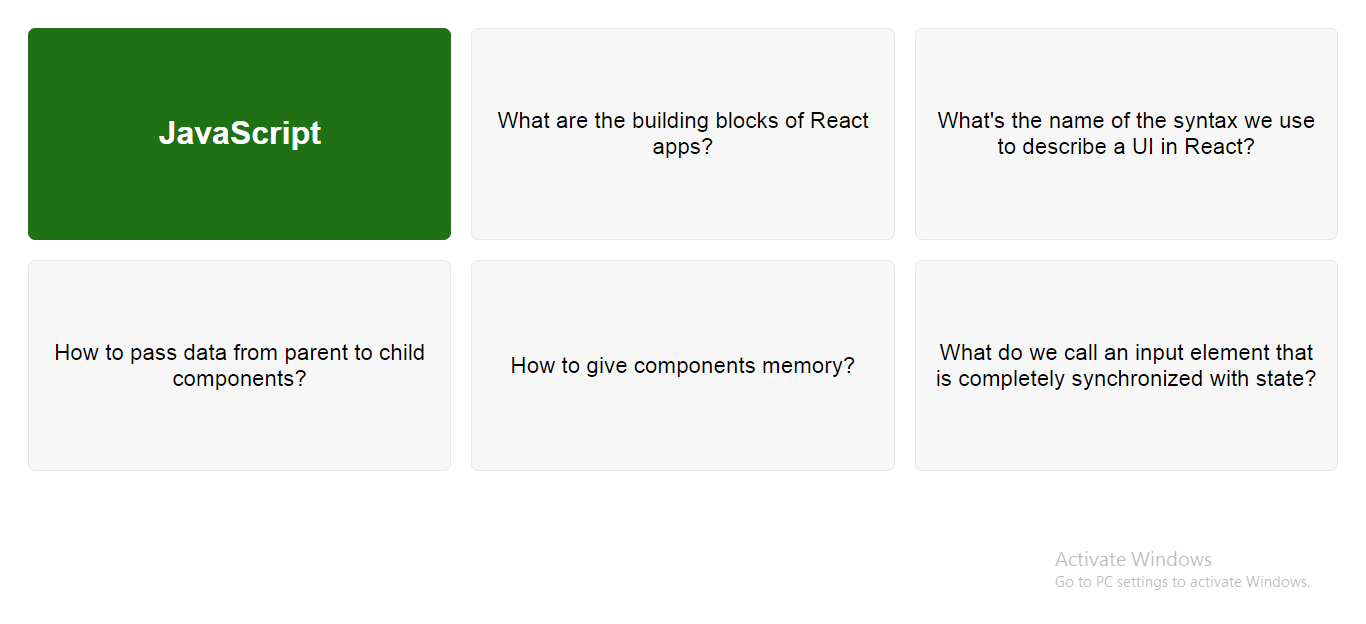 JavaScript
What are the building blocks of React
apps?
What's the name of the syntax we use
to describe a UI in React?
How to pass data from parent to child
components?
How to give components memory?
What do we call an input element that
is completely synchronized with state?
Activate Windows
Go to PC settings to activate Windows.